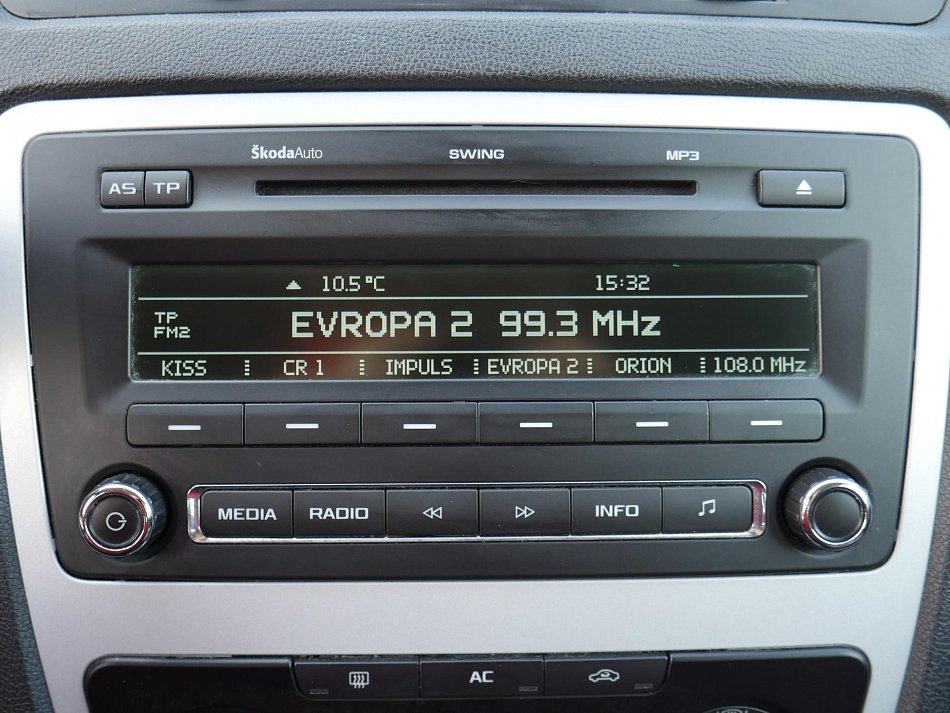 ŠkodaAuto SWING MP3
AS TP
10.5°C 15:32
TP
FM2
EVROPA 2 99.3 MHz
KISS CR 1 IMPULS EVROPA 2 ORION 108.0 MHz
MEDIA RADIO INFO
AC